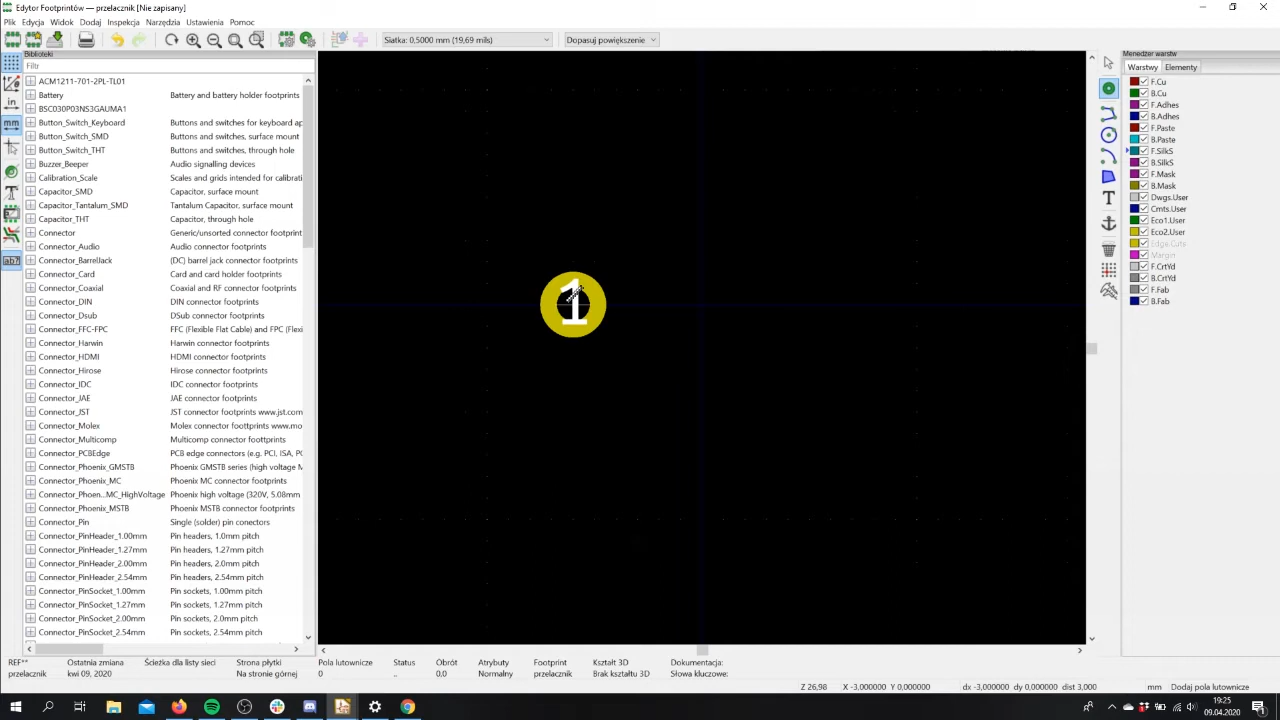 Edytor Footprintów — przełacznik [Nie zapisany]
Plik Edycja Widok Dodaj Inspekcja Narzędzia Ustawienia Pomoc
Siatka: 0,5000 mm (19,69 mils) Dopasuj powiększenie
Biblioteki
Filtr
ACM1211-701-2PL-TL01
Battery Battery and battery holder footprints
BSC030P03NS3GAUMA1
Button_Switch_Keyboard Buttons and switches for keyboard ap
Button_Switch_SMD Buttons and switches, surface mount
Button_Switch_THT Buttons and switches, through hole
Buzzer_Beeper Audio signalling devices
Calibration_Scale Scales and grids intended for calibrati
Capacitor_SMD Capacitor, surface mount
Capacitor_Tantalum_SMD Tantalum Capacitor, surface mount
Capacitor_THT Capacitor, through hole
Connector Generic/unsorted connector footprint
Connector_Audio Audio connector footprints
Connector_BarrelJack (DC) barrel jack connector footprints
Connector_Card Card and card holder footprints
Connector_Coaxial Coaxial and RF connector footprints
Connector_DIN DIN connector footprints
Connector_Dsub DSub connector footprints
Connector_FFC-FPC FFC (Flexible Flat Cable) and FPC (Flexi
Connector_Harwin Harwin connector footprints
Connector_HDMI HDMI connector footprints
Connector_Hirose Hirose connector footprints
Connector_IDC IDC connector footprints
Connector_JAE JAE connector footprints
Connector_JST JST connector footprints www.jst.com
Connector_Molex Molex connector foottprints www.mo
Connector_Multicomp Multicomp connector foottprints
Connector_PCBEdge PCB edge connectors (e.g. PCI, ISA, PC
Connector_Phoenix_GMSTB Phoenix GMSTB series (high voltage M
Connector_Phoenix_MC Phoenix MC connector footprints
Connector_Phoen...MC_HighVoltage Phoenix high voltage (320V, 5.08mm
Connector_Phoenix_MSTB Phoenix MSTB connector footprints
Connector_Pin Single (solder) pin conectors
Connector_PinHeader_1.00mm Pin headers, 1.0mm pitch
Connector_PinHeader_1.27mm Pin headers, 1.27mm pitch
Connector_PinHeader_2.00mm Pin headers, 2.0mm pitch
Connector_PinHeader_2.54mm Pin headers, 2.54mm pitch
Connector_PinSocket_1.00mm Pin sockets, 1.00mm pitch
Connector_PinSocket_1.27mm Pin sockets, 1.27mm pitch
Connector_PinSocket_2.00mm Pin sockets, 2.0mm pitch
Connector_PinSocket_2.54mm Pin sockets, 2.54mm pitch
in
mm
T
ab?
1
T
Menedżer warstw
Warstwy Elementy
F.Cu
B.Cu
F.Adhes
B.Adhes
F.Paste
B.Paste
F.SilkS
B.SilkS
F.Mask
B.Mask
Dwgs.User
Cmts.User
Eco1.User
Eco2.User
Edge.Cuts
Margin
F.CrtYd
B.CrtYd
F.Fab
B.Fab
REF** Ostatnia zmiana Ścieżka dla listy sieci Strona płytki Pola lutownicze Status Obrót Atrybuty Footprint Kształt 3D Dokumentacja:
przełacznik kwi 09, 2020 Na stronie górnej 0 .. 0,0 Normalny przełacznik Brak kształtu 3D Słowa kluczowe:
Z 26,98 X -3,000000 Y 0,000000 dx -3,000000 dy 0,000000 dist 3,000 mm Dodaj pola lutownicze
19:25
09.04.2020